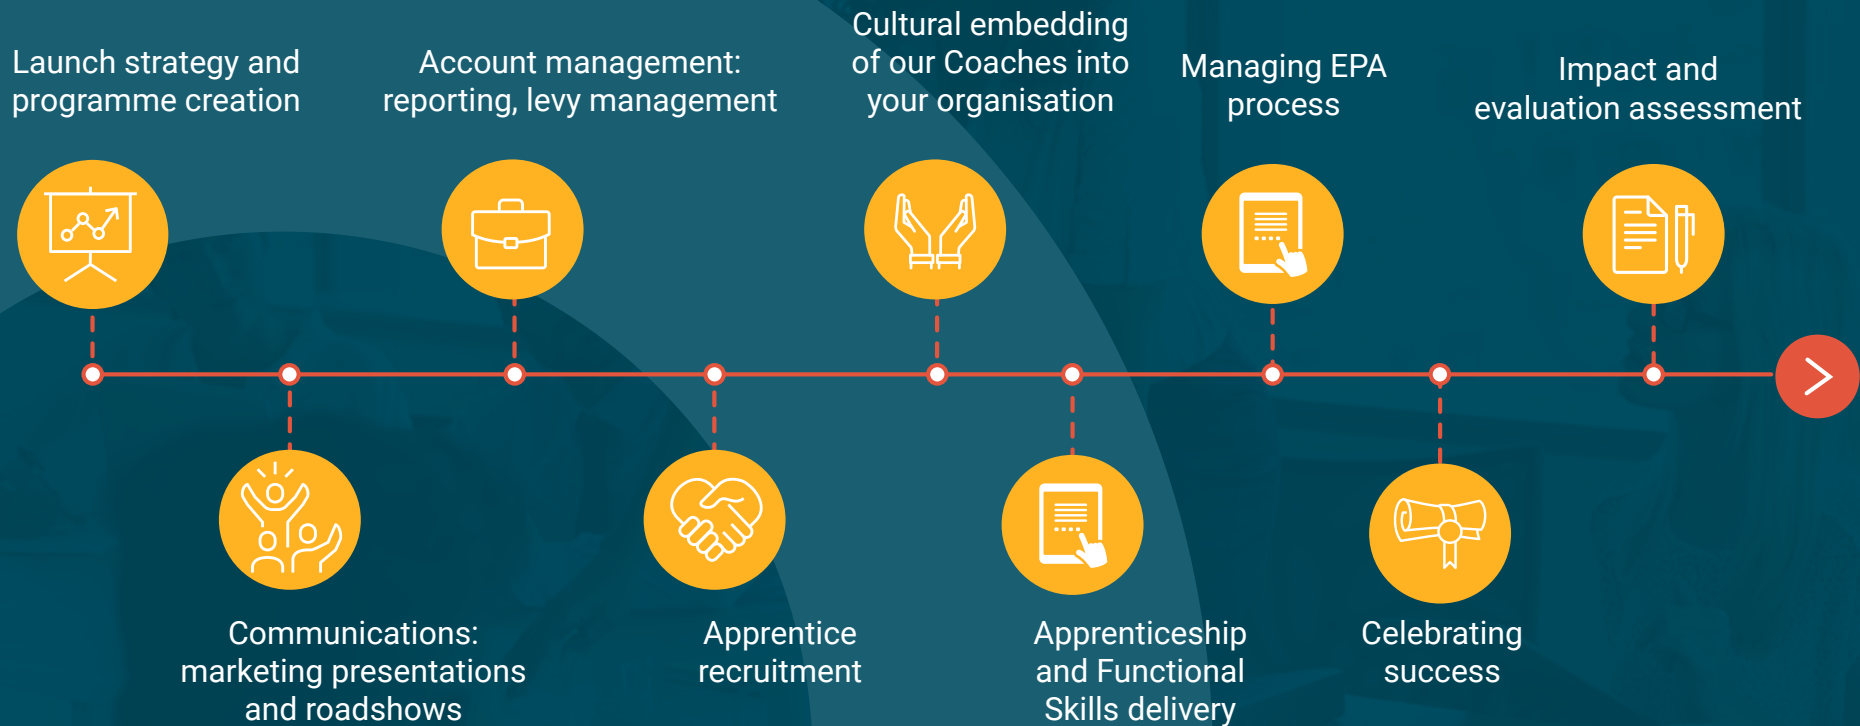 Launch strategy and
programme creation
Communications:
marketing presentations
and roadshows
Account management:
reporting, levy management
Apprentice
recruitment
Cultural embedding
of our Coaches into
your organisation
Apprenticeship
and Functional
Skills delivery
Managing EPA
process
Celebrating
success
Impact and
evaluation assessment